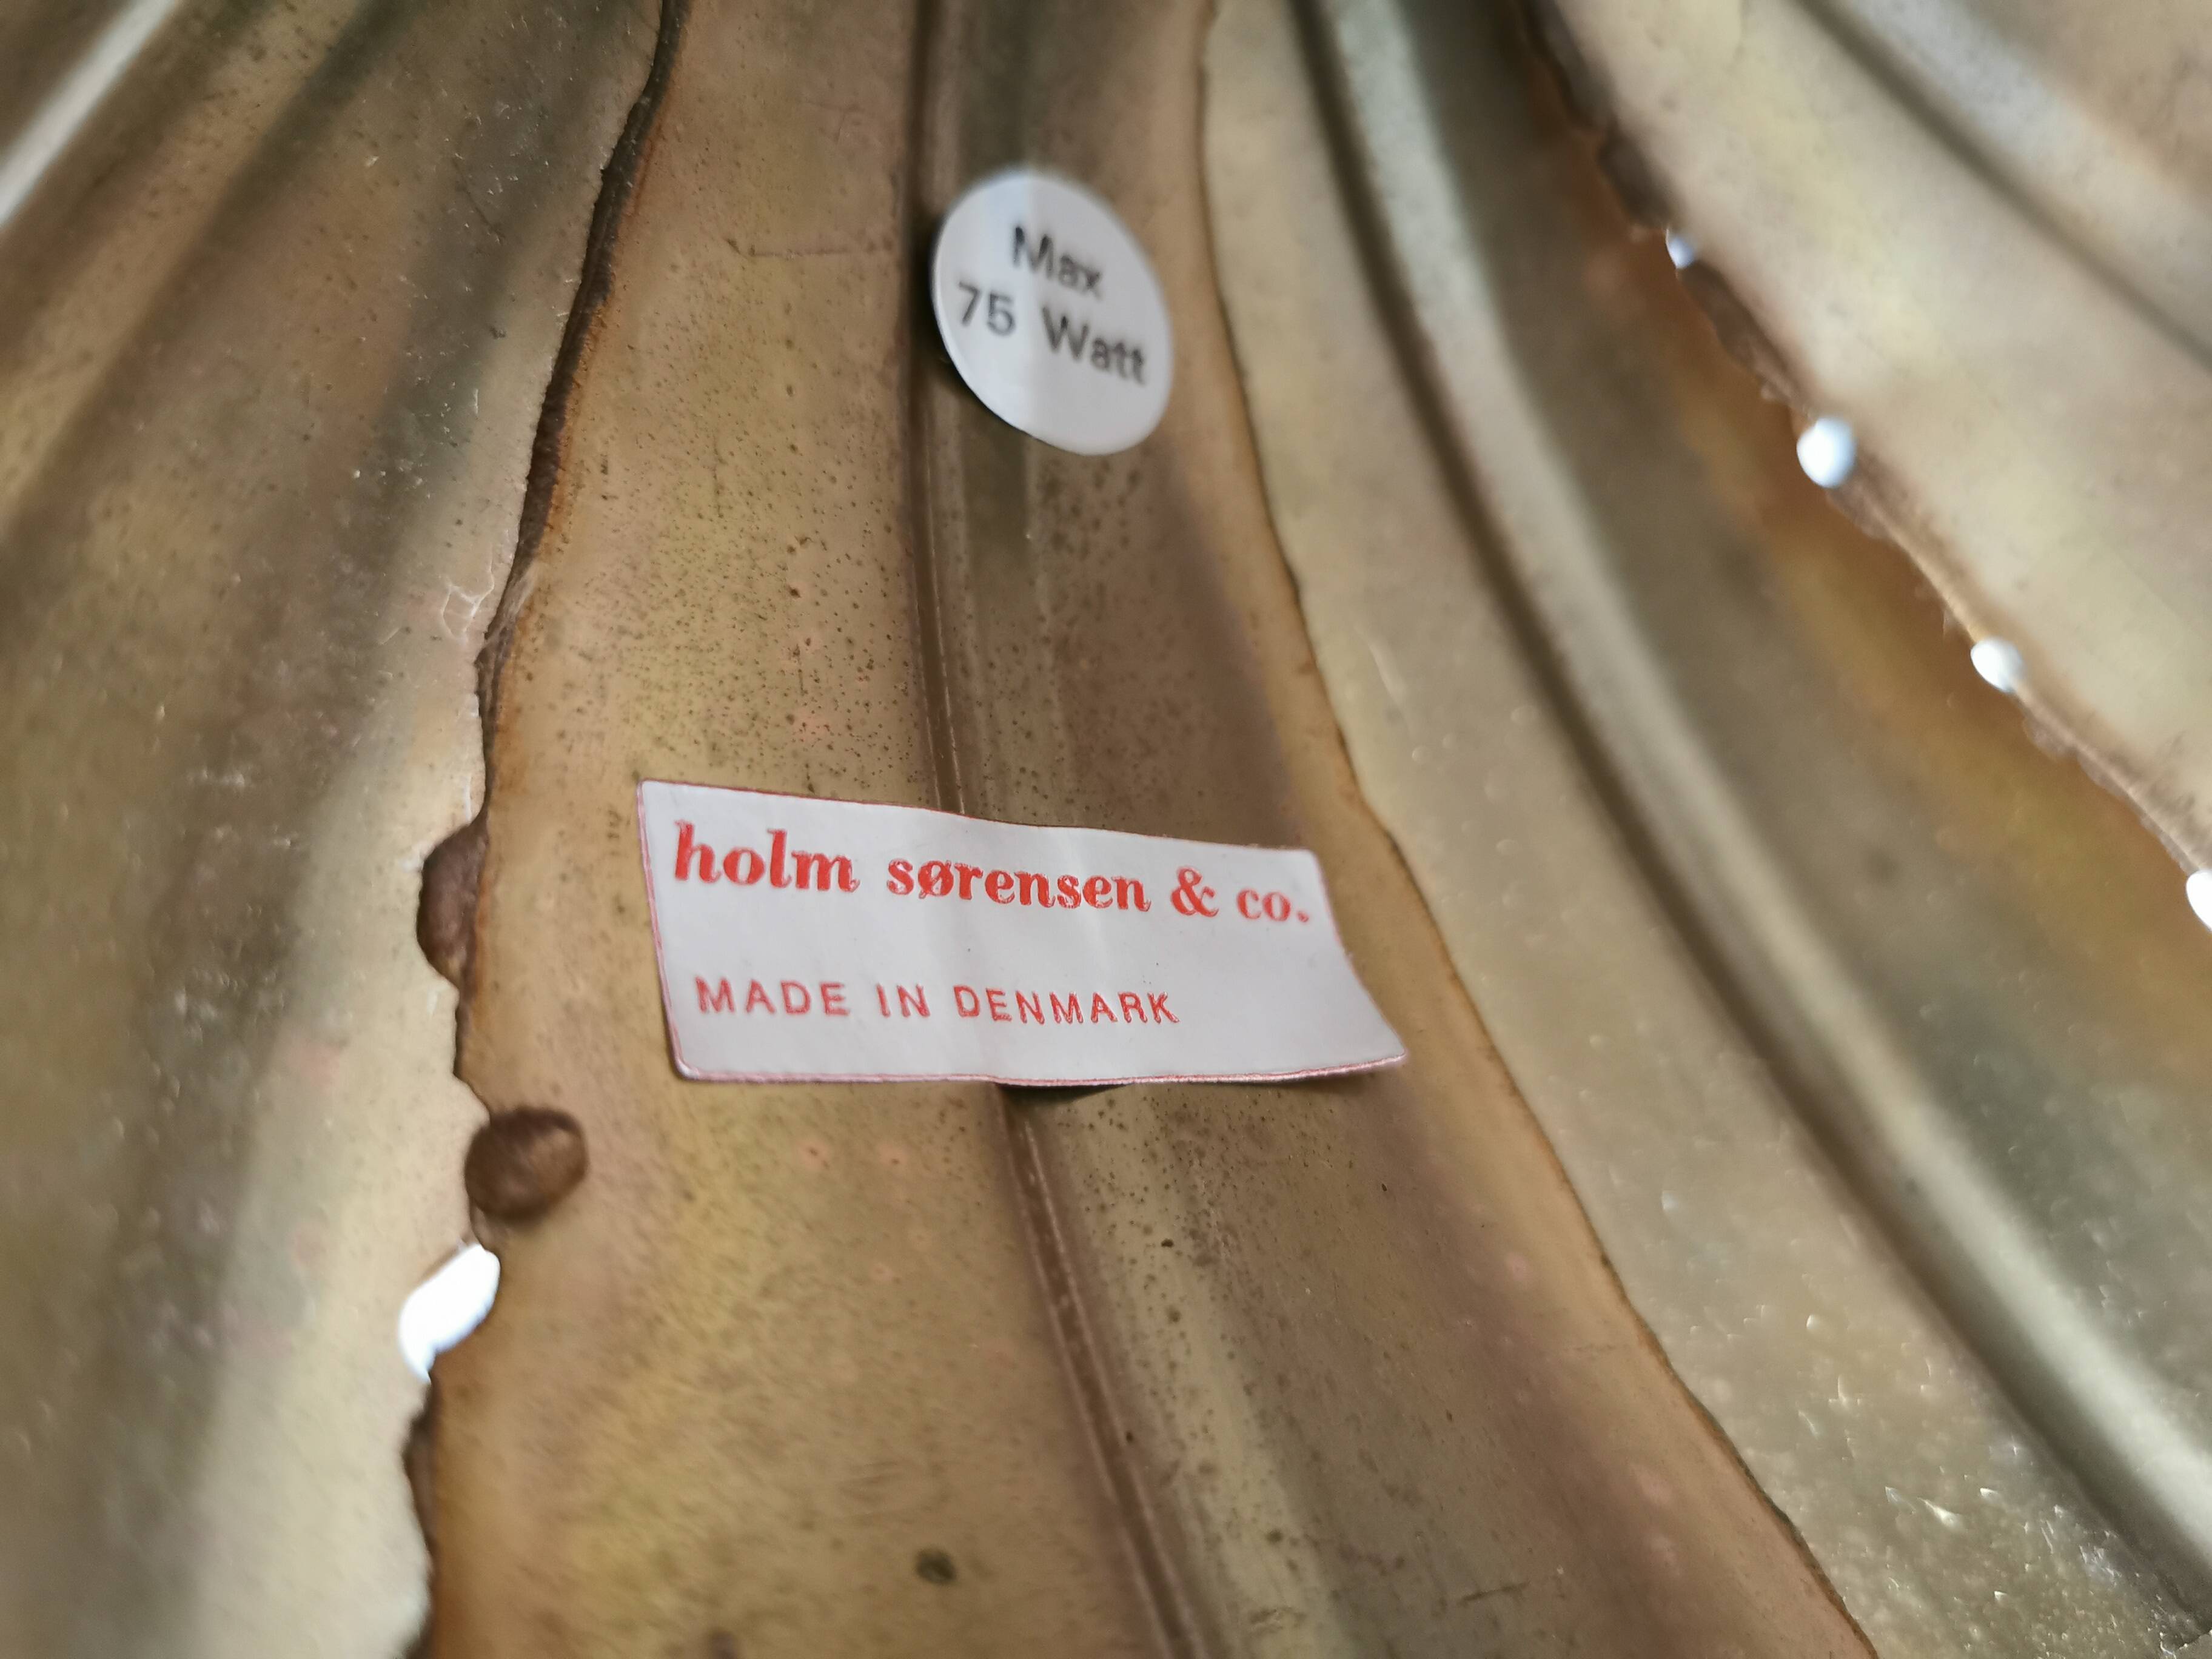 Max
75 Watt
holm sørensen & co.
MADE IN DENMARK